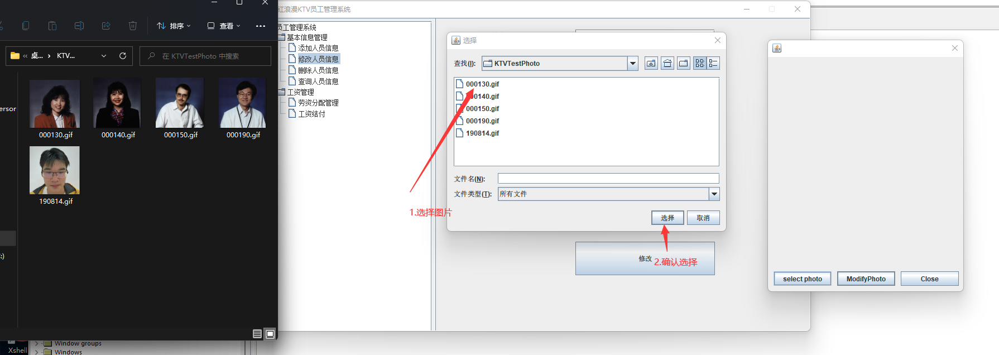 排序
查看
«
桌...
KTV...
在 KTVTestPhoto 中搜索
erson
000130.gif
000140.gif
000150.gif
000190.gif
190814.gif
:)
Xshell
Window groups
Windows
红浪漫KTV员工管理系统
员工管理系统
基本信息管理
添加人员信息
修改人员信息
删除人员信息
查询人员信息
工资管理
劳资分配管理
工资结付
选择
查找(I):
KTVTestPhoto
000130.gif
000140.gif
000150.gif
000190.gif
190814.gif
文件名(N):
文件类型(T):
所有文件
选择
取消
1.选择图片
修改
2.确认选择
select photo
ModifyPhoto
Close